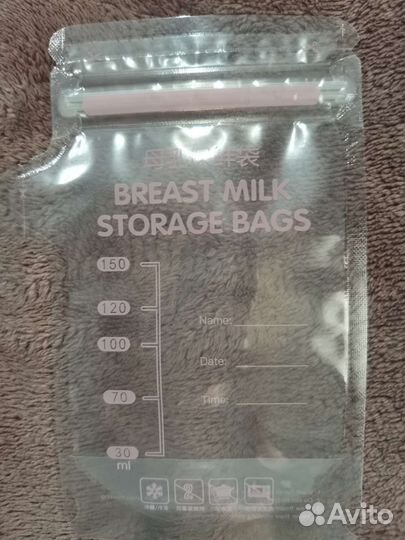 BREAST MILK
STORAGE BAGS
150
120
100
70
30
ml
Name:
Date:
Time:
Avito